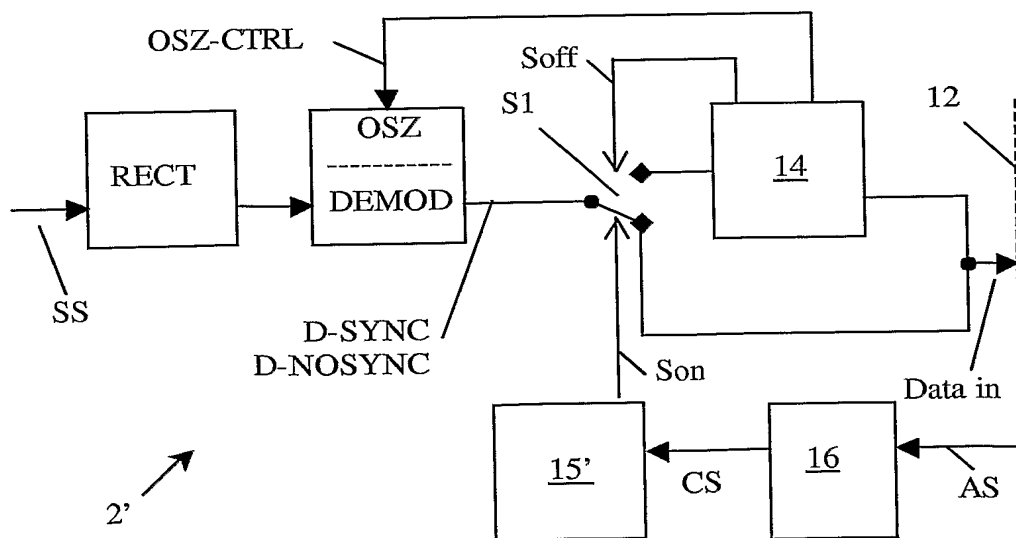 OSZ-CTRL
Soff
S1
12
OSZ
RECT
DEMOD
14
SS
D-SYNC
D-NOSYNC
Son
Data in
15'
16
CS
AS
2'